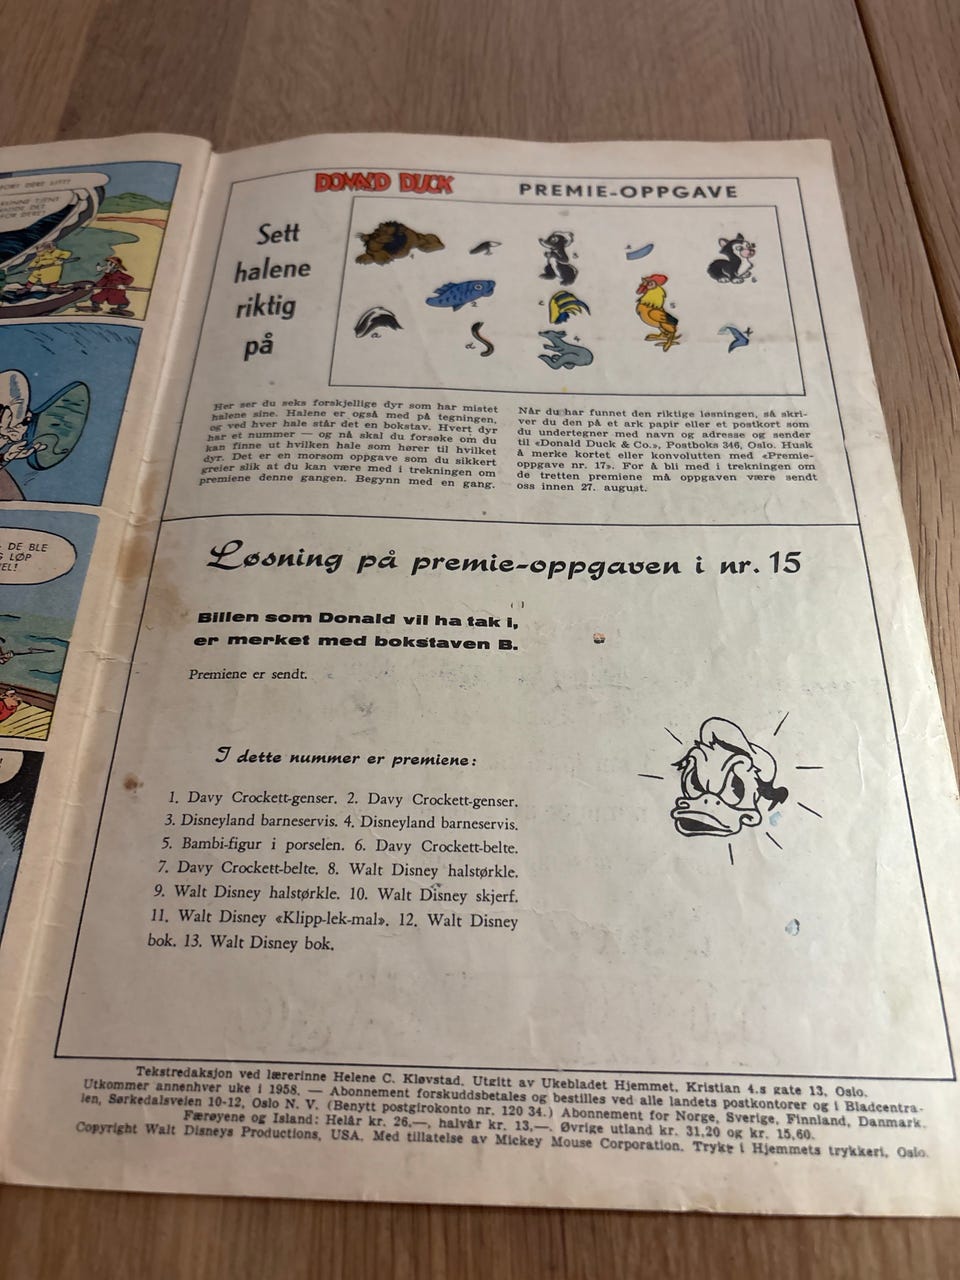 DE BLE
LØP
DONALD DUCK
PREMIE-OPPGAVE
Sett
halene
riktig
på
Her ser du seks forskjellige dyr som har mistet
halene sine. Halene er også med på tegningen,
og ved hver hale står det en bokstav. Hvert dyr
har et nummer — og nå skal du forsøke om du
kan finne ut hvilken hale som hører til hvilket
dyr. Det er en morsom oppgave som du sikkert
greier slik at du kan være med i trekningen om
premiene denne gangen. Begynn med en gang.
Når du har funnet den riktige løsningen, så skri-
ver du den på et ark papir eller et postkort som
du undertegner med navn og adresse og sender
til «Donald Duck & Co.», Postboks 346, Oslo. Husk
å merke kortet eller konvolutten med «Premie-
oppgave nr. 17». For å bli med i trekningen om
de tretten premiene må oppgaven være sendt
oss innen 27. august.
Løsning på premie-oppgaven i nr. 15
Billen som Donald vil ha tak i,
er merket med bokstaven B.
Premiene er sendt.
I dette nummer er premiene:
1. Davy Crockett-genser. 2. Davy Crockett-genser.
3. Disneyland barneservis. 4. Disneyland barneservis.
5. Bambi-figur i porselen. 6. Davy Crockett-belte.
7. Davy Crockett-belte. 8. Walt Disney halstørkle.
9. Walt Disney halstørkle. 10. Walt Disney skjerf.
11. Walt Disney «Klipp-lek-mal». 12. Walt Disney
bok. 13. Walt Disney bok.
Tekstredaksjon ved lærerinne Helene C. Kløvstad. Utgitt av Ukebladet Hjemmet, Kristian 4.s gate 13, Oslo.
Utkommer annenhver uke i 1958. — Abonnement forskuddsbetales og bestilles ved alle landets postkontorer og i Bladcentra-
len, Sørkedalsveien 10-12, Oslo N. V. (Benytt postgirokonto nr. 120 34.) Abonnement for Norge, Sverige, Finnland, Danmark,
Færøyene og Island: Helår kr. 26,—, halvår kr. 13,—. Øvrige utland kr. 31,20 og kr. 15,60.
Copyright Walt Disneys Productions, USA. Med tillatelse av Mickey Mouse Corporation. Trykt i Hjemmets trykkeri, Oslo.